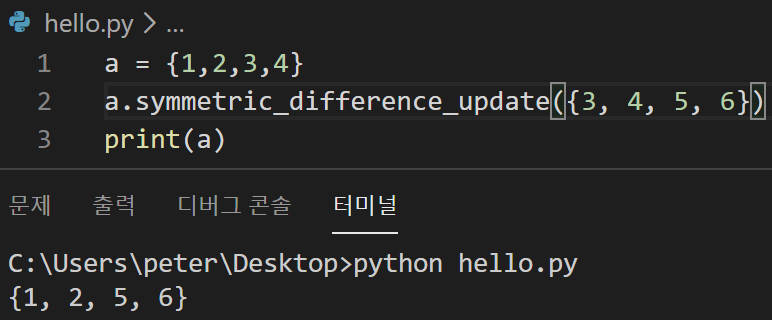 hello.py > ...
1 a = {1,2,3,4}
2 a.symmetric_difference_update({3, 4, 5, 6})
3 print(a)
문제 출력 디버그 콘솔 터미널
C:\Users\peter\Desktop>python hello.py
{1, 2, 5, 6}